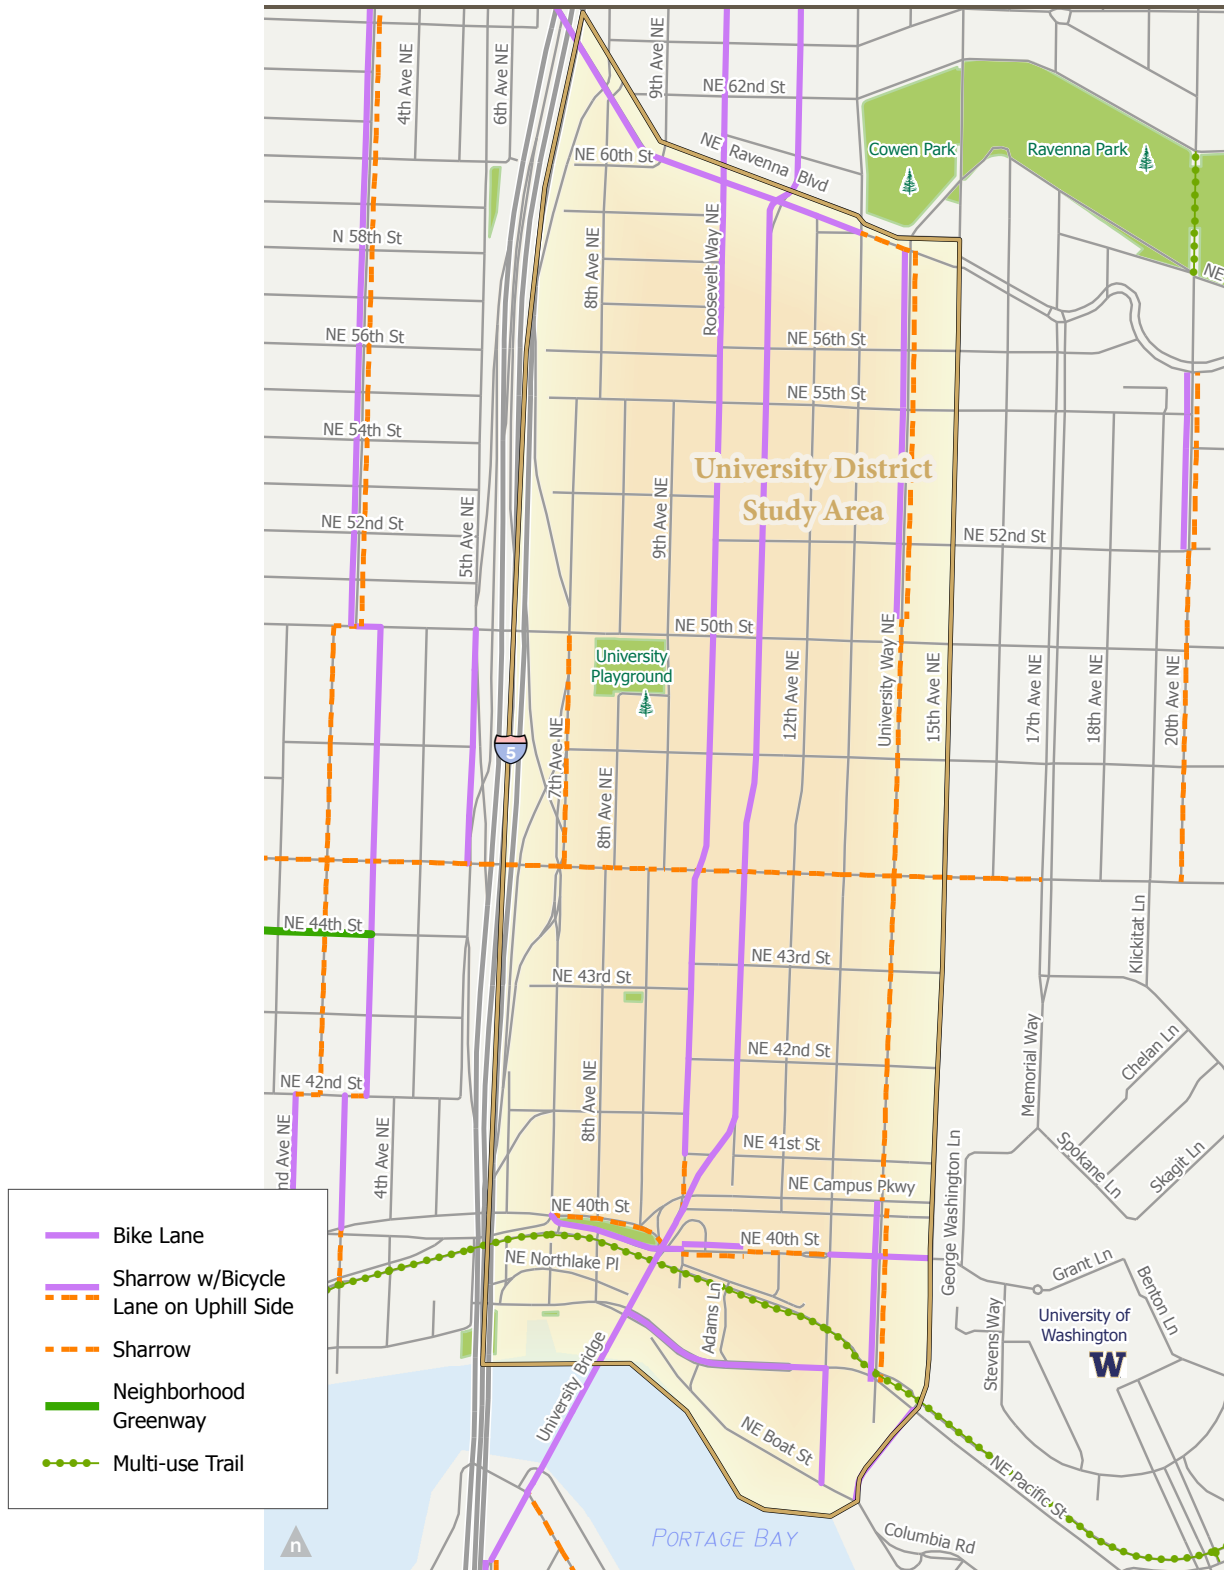 4th Ave NE
6th Ave NE
9th Ave NE
NE 62nd St
NE 60th St
NE Ravenna Blvd
Cowen Park
Ravenna Park
N 58th St
8th Ave NE
Roosevelt Way NE
NE
NE 56th St
NE 56th St
NE 55th St
NE 54th St
University District
Study Area
5th Ave NE
9th Ave NE
NE 52nd St
NE 52nd St
NE 50th St
University
Playground
12th Ave NE
University Way NE
15th Ave NE
17th Ave NE
18th Ave NE
20th Ave NE
5
7th Ave NE
8th Ave NE
NE 44th St
NE 43rd St
NE 43rd St
Klickitat Ln
Memorial Way
Chelan Ln
NE 42nd St
NE 42nd St
8th Ave NE
nd Ave NE
4th Ave NE
NE 41st St
George Washington Ln
Spokane Ln
Skagit Ln
NE Campus Pkwy
NE 40th St
NE 40th St
NE Northlake Pl
Grant Ln
Benton Ln
Adams Ln
Stevens Way
University of
Washington
W
University Bridge
NE Boat St
NE Pacific St
Columbia Rd
PORTAGE BAY
Bike Lane
Sharrow w/Bicycle
Lane on Uphill Side
Sharrow
Neighborhood
Greenway
Multi-use Trail
n